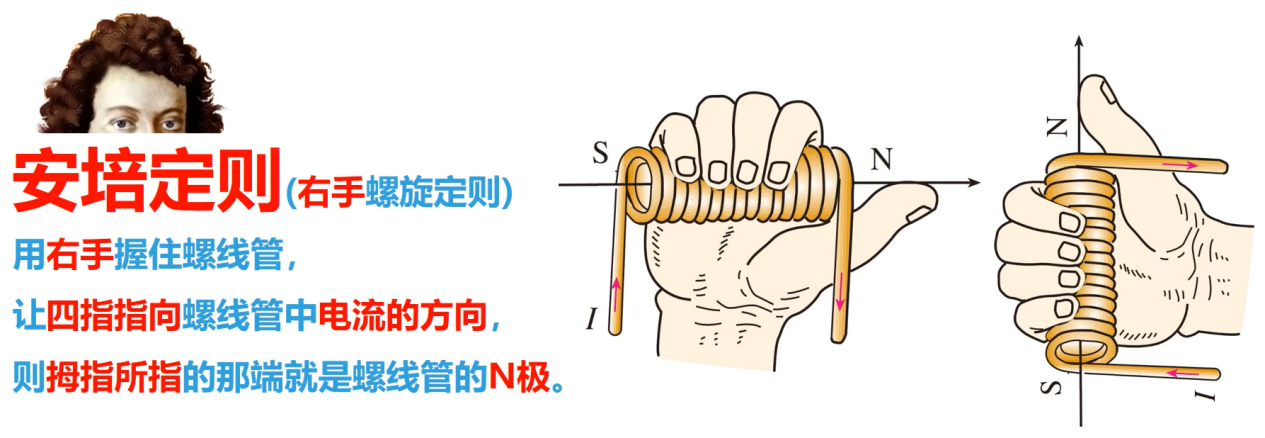 安培定则(右手螺旋定则)
用右手握住螺线管，
让四指指向螺线管中电流的方向，
则拇指所指的那端就是螺线管的N极。
S
N
I
N
S
I